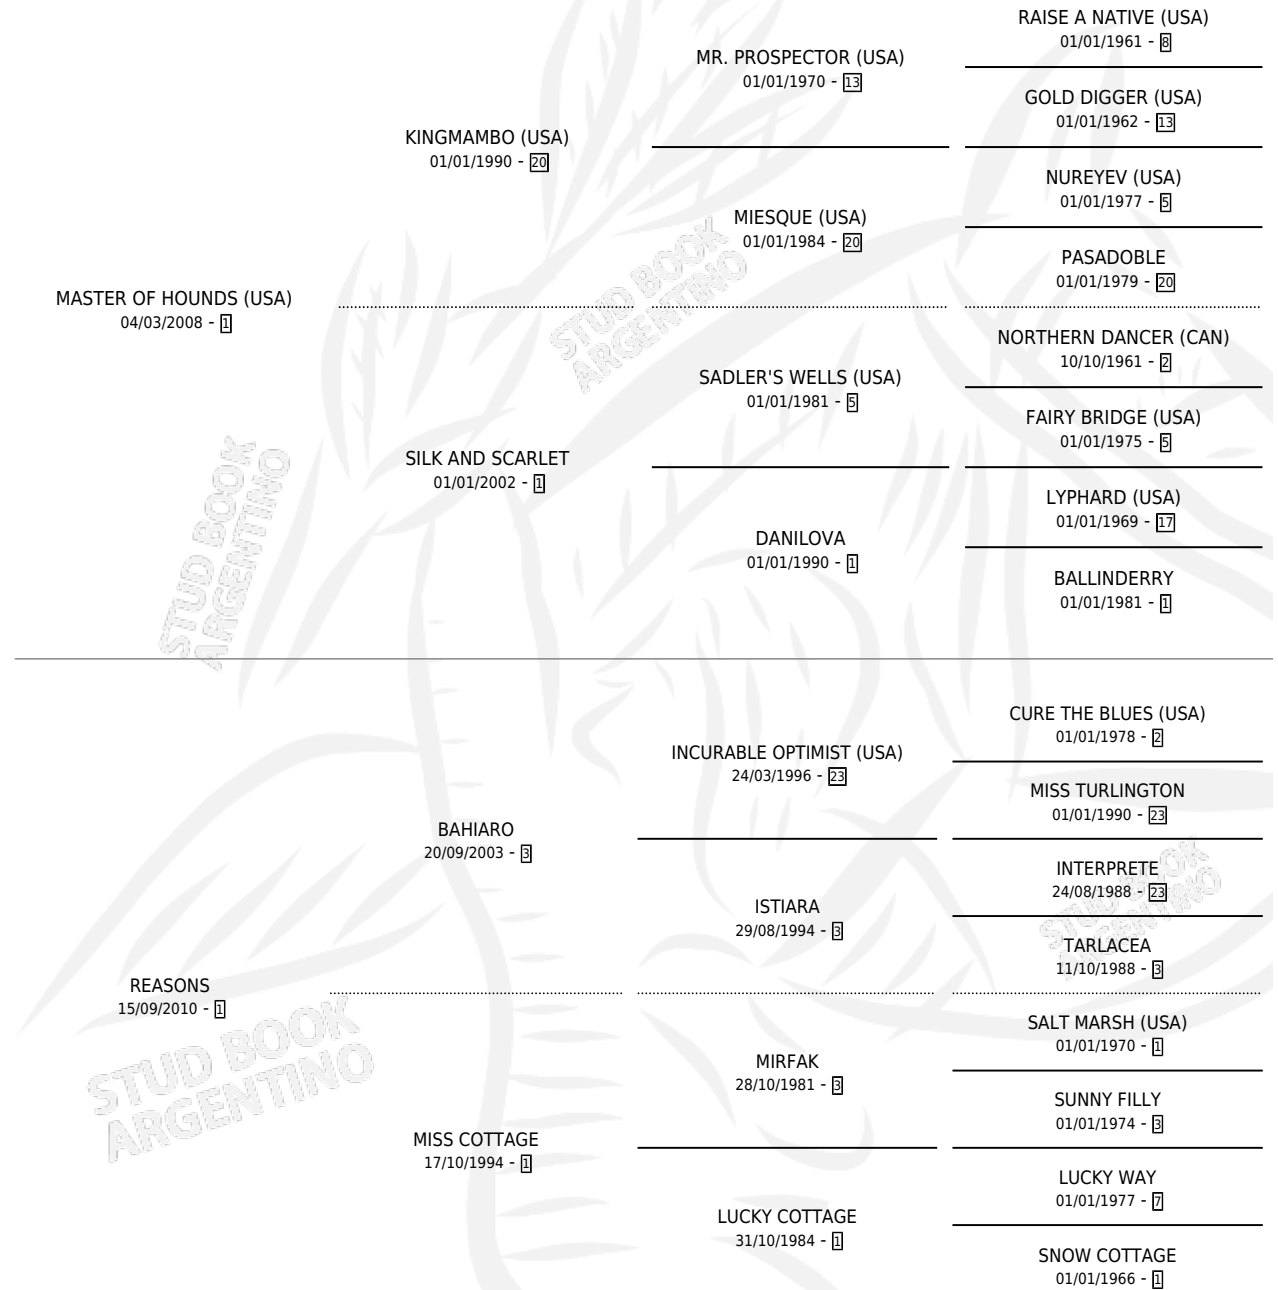 RAISE A NATIVE (USA)
01/01/1961 - 8
MR. PROSPECTOR (USA)
01/01/1970 - 13
GOLD DIGGER (USA)
01/01/1962 - 13
KINGMAMBO (USA)
01/01/1990 - 20
NUREYEV (USA)
01/01/1977 - 5
MIESQUE (USA)
01/01/1984 - 20
PASADOBLE
01/01/1979 - 20
MASTER OF HOUNDS (USA)
04/03/2008 - 1
NORTHERN DANCER (CAN)
10/10/1961 - 2
SADLER'S WELLS (USA)
01/01/1981 - 5
FAIRY BRIDGE (USA)
01/01/1975 - 5
SILK AND SCARLET
01/01/2002 - 1
LYPHARD (USA)
01/01/1969 - 17
DANILOVA
01/01/1990 - 1
BALLINDERRY
01/01/1981 - 1
CURE THE BLUES (USA)
01/01/1978 - 2
INCURABLE OPTIMIST (USA)
24/03/1996 - 23
MISS TURLINGTON
01/01/1990 - 23
BAHIARO
20/09/2003 - 3
INTERPRETE
24/08/1988 - 23
ISTIARA
29/08/1994 - 3
TARLACEA
11/10/1988 - 3
REASONS
15/09/2010 - 1
SALT MARSH (USA)
01/01/1970 - 1
MIRFAK
28/10/1981 - 3
SUNNY FILLY
01/01/1974 - 3
MISS COTTAGE
17/10/1994 - 1
LUCKY WAY
01/01/1977 - 7
LUCKY COTTAGE
31/10/1984 - 1
SNOW COTTAGE
01/01/1966 - 1
STUD BOOK
ARGENTINO
STUD BOOK
ARGENTINO
STUD BOOK
ARGENTINO
STUD BOOK
ARGENTINO